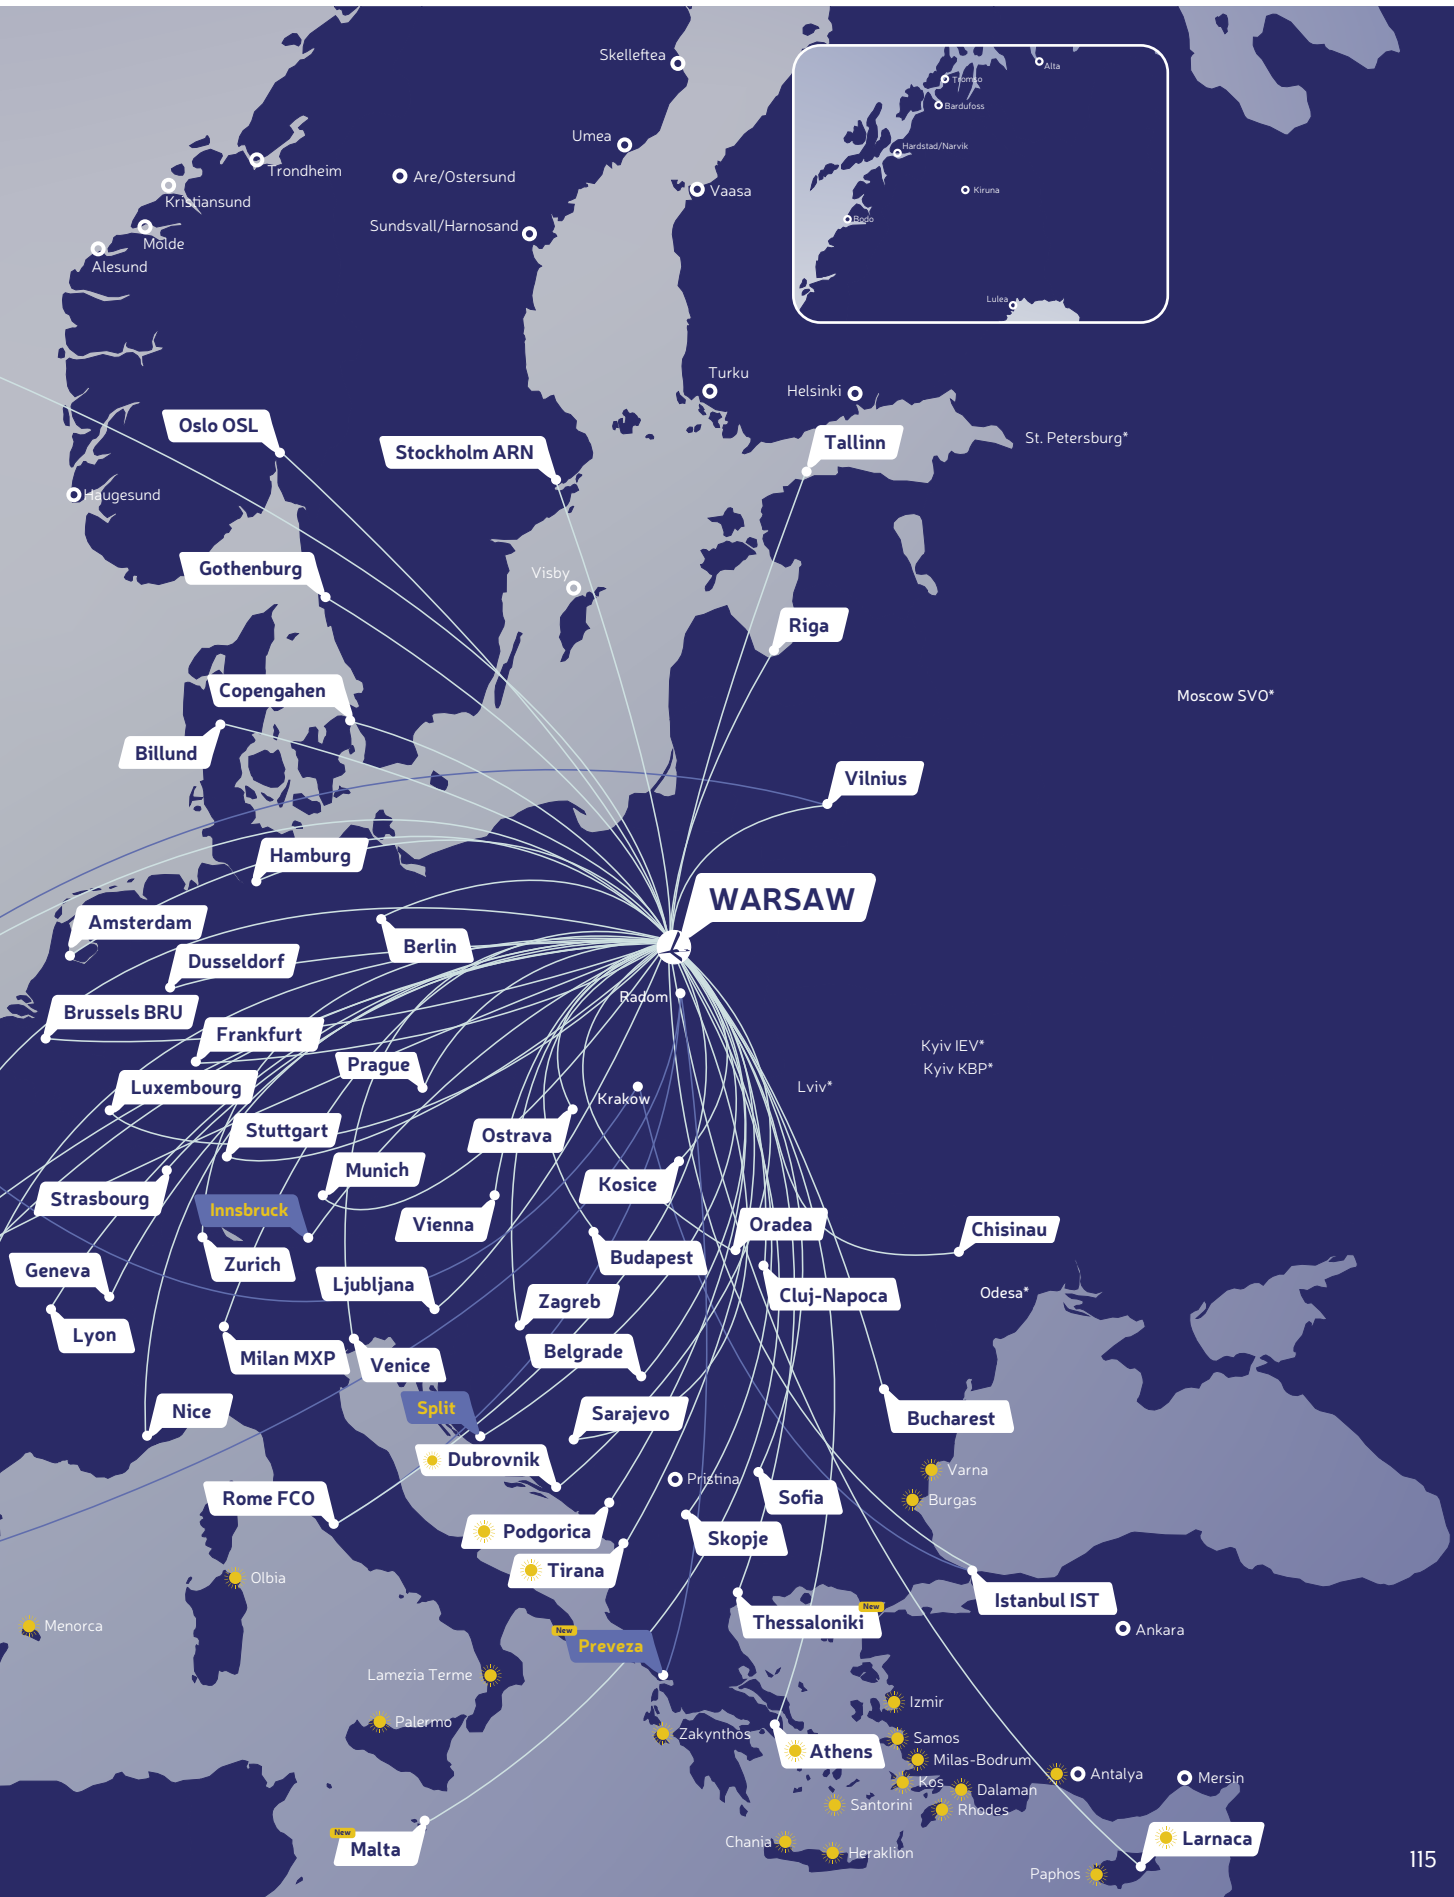 Skelleftea
Alta
Tromso
Bardufoss
Umea
Hardstad/Narvik
Trondheim
Are/Ostersund
Kiruna
Vaasa
Kristiansund
Bodo
Sundsvall/Harnosand
Molde
Alesund
Lulea
Turku
Helsinki
Oslo OSL
St. Petersburg*
Tallinn
Stockholm ARN
Haugesund
Gothenburg
Visby
Riga
Copengahen
Moscow SVO*
Billund
Vilnius
Hamburg
WARSAW
Amsterdam
Berlin
Dusseldorf
Radom
Brussels BRU
Frankfurt
Kyiv IEV*
Prague
Kyiv KBP*
Luxembourg
Lviv*
Krakow
Stuttgart
Ostrava
Munich
Kosice
Strasbourg
Innsbruck
Vienna
Oradea
Chisinau
Budapest
Zurich
Geneva
Ljubljana
Odesa*
Cluj-Napoca
Zagreb
Lyon
Belgrade
Milan MXP
Venice
Split
Nice
Sarajevo
Bucharest
Dubrovnik
Varna
Pristina
Rome FCO
Sofia
Burgas
Podgorica
Skopje
Tirana
Olbia
Istanbul IST
New
Thessaloniki
Menorca
New
Ankara
Preveza
Lamezia Terme
Izmir
Palermo
Zakynthos
Samos
Athens
Milas-Bodrum
Antalya
Mersin
Kos
Dalaman
Santorini
Rhodes
New
Malta
Chania
Larnaca
Heraklion
115
Paphos